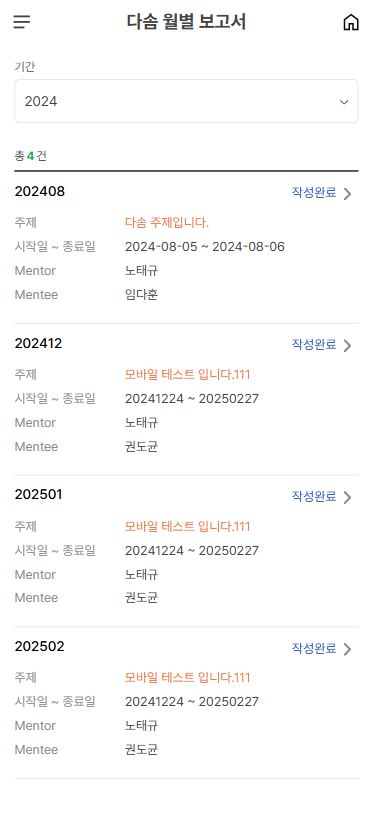 다솜 월별 보고서
기간
2024
총 4 건
202408 작성완료
주제 다솜 주제입니다.
시작일 ~ 종료일 2024-08-05 ~ 2024-08-06
Mentor 노태규
Mentee 임다훈
202412 작성완료
주제 모바일 테스트 입니다.111
시작일 ~ 종료일 20241224 ~ 20250227
Mentor 노태규
Mentee 권도균
202501 작성완료
주제 모바일 테스트 입니다.111
시작일 ~ 종료일 20241224 ~ 20250227
Mentor 노태규
Mentee 권도균
202502 작성완료
주제 모바일 테스트 입니다.111
시작일 ~ 종료일 20241224 ~ 20250227
Mentor 노태규
Mentee 권도균